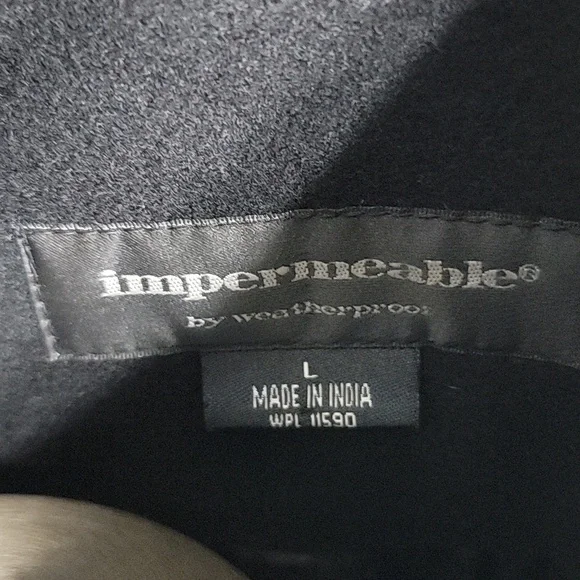 impermeable®
by weatherproof
L
MADE IN INDIA
WPL 11590